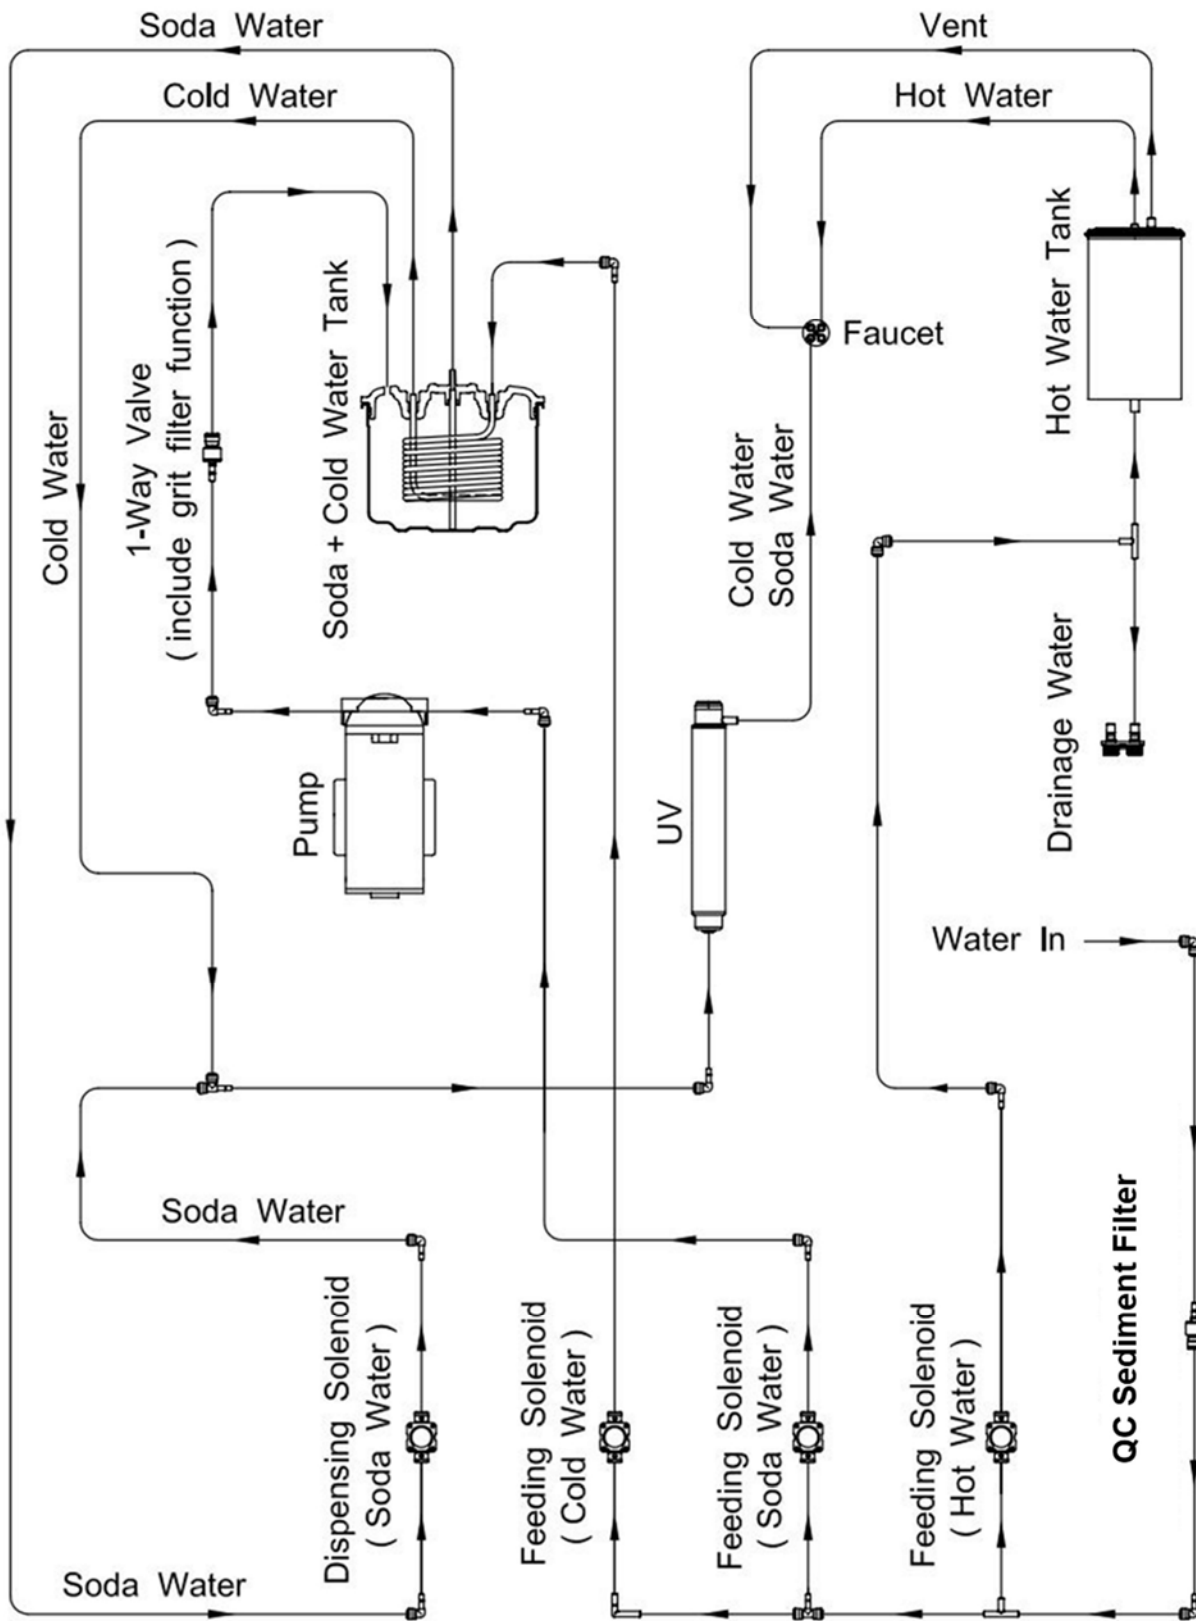 Soda Water
Vent
Cold Water
Hot Water
1-Way Valve
( include grit filter function )
Soda + Cold Water Tank
Hot Water Tank
Faucet
Cold Water
Cold Water
Soda Water
Pump
UV
Drainage Water
Water In
Soda Water
Dispensing Solenoid
( Soda Water )
Feeding Solenoid
( Cold Water )
Feeding Solenoid
( Soda Water )
Feeding Solenoid
( Hot Water )
QC Sediment Filter
Soda Water